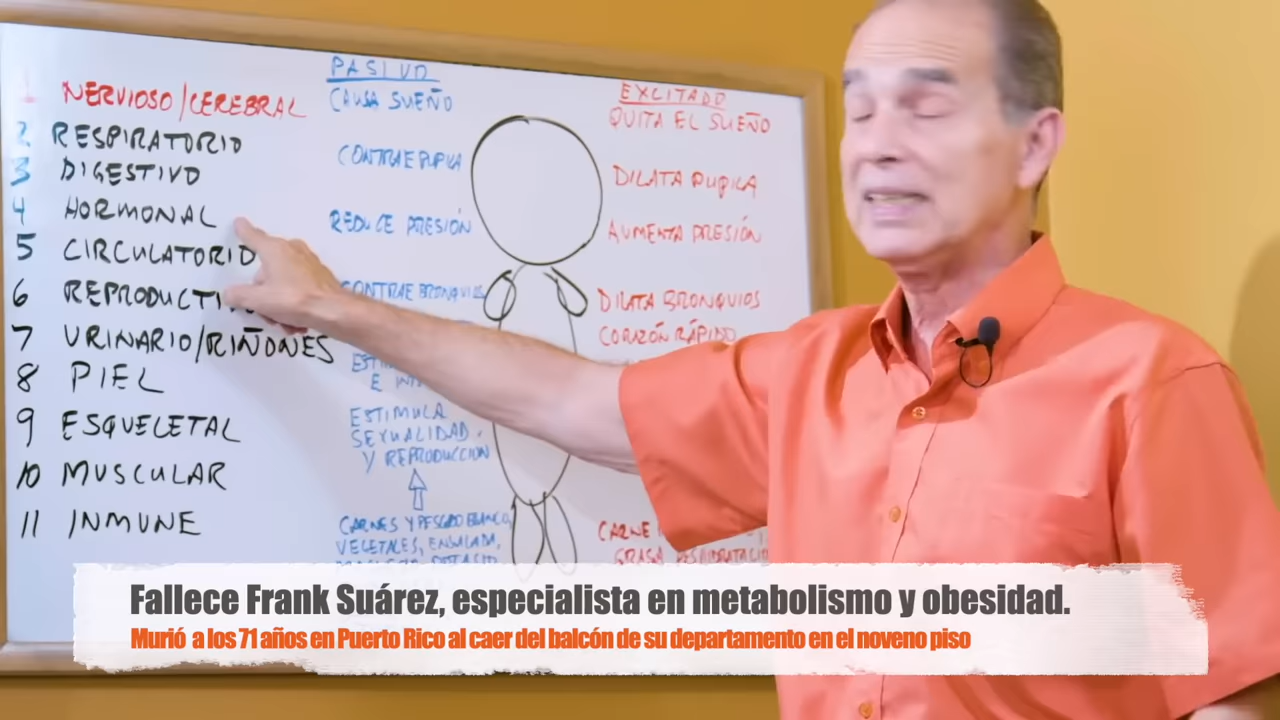 1 NERVIOSO/CEREBRAL
2 RESPIRATORIO
3 DIGESTIVO
4 HORMONAL
5 CIRCULATORIO
6 REPRODUCTI
7 URINARIO/RIÑONES
8 PIEL
9 ESQUELETAL
10 MUSCULAR
11 INMUNE
PASIVO
CAUSA SUEÑO
CONTRAE PUPILA
REDUCE PRESIÓN
CONTRAE BRONQUIOS
ESTIMULA
SEXUALIDAD
Y REPRODUCCION
CARNES Y PESCADO BLANCO,
VEGETALES, ENSALADA,
EXCITADO
QUITA EL SUEÑO
DILATA PUPILA
AUMENTA PRESIÓN
DILATA BRONQUIOS
CORAZÓN RÁPIDO
CARNE
GRASA
Fallece Frank Suárez, especialista en metabolismo y obesidad.
Murió a los 71 años en Puerto Rico al caer del balcón de su departamento en el noveno piso